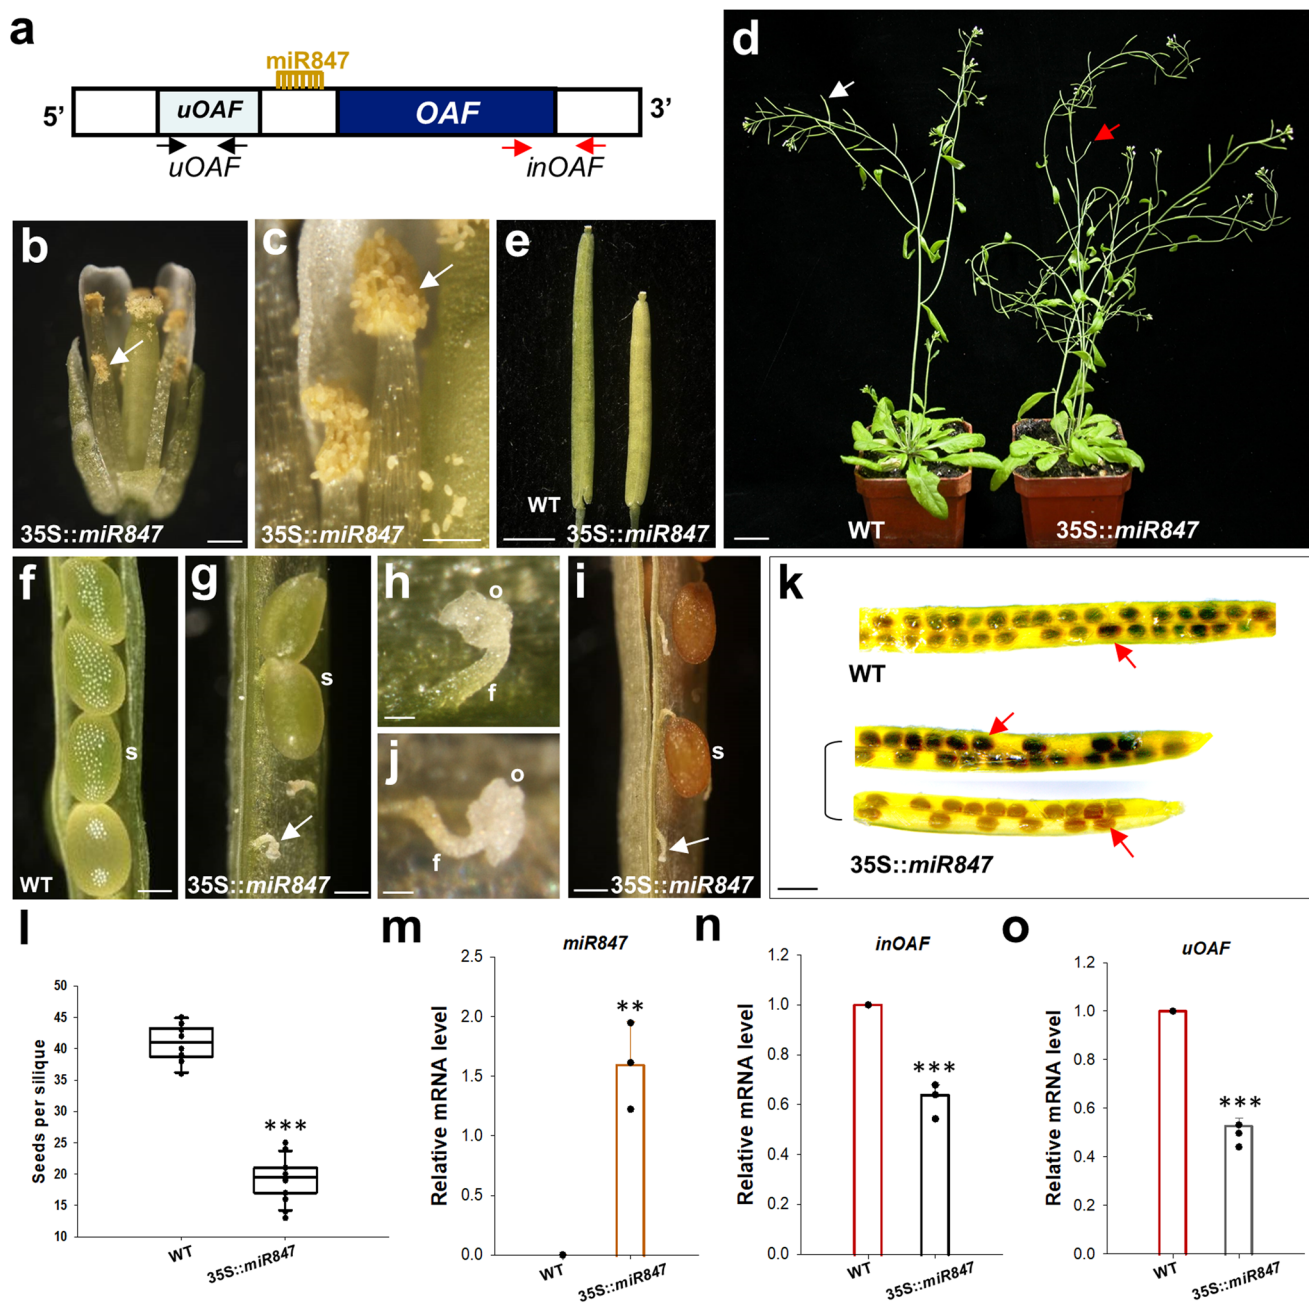 a
miR847
5’
uOAF
OAF
3’
uOAF
inOAF
b
35S::miR847
c
35S::miR847
e
WT
35S::miR847
d
WT
35S::miR847
f
s
WT
g
s
35S::miR847
h
o
f
j
o
f
i
s
35S::miR847
k
WT
35S::miR847
l
Seeds per silique
50
45
40
35
30
25
20
15
10
***
WT
35S::miR847
m
miR847
Relative mRNA level
2.5
2.0
1.5
1.0
0.5
0.0
**
WT
35S::miR847
n
inOAF
Relative mRNA level
1.2
1.0
0.8
0.6
0.4
0.2
0.0
***
WT
35S::miR847
o
uOAF
Relative mRNA level
1.2
1.0
0.8
0.6
0.4
0.2
0.0
***
WT
35S::miR847